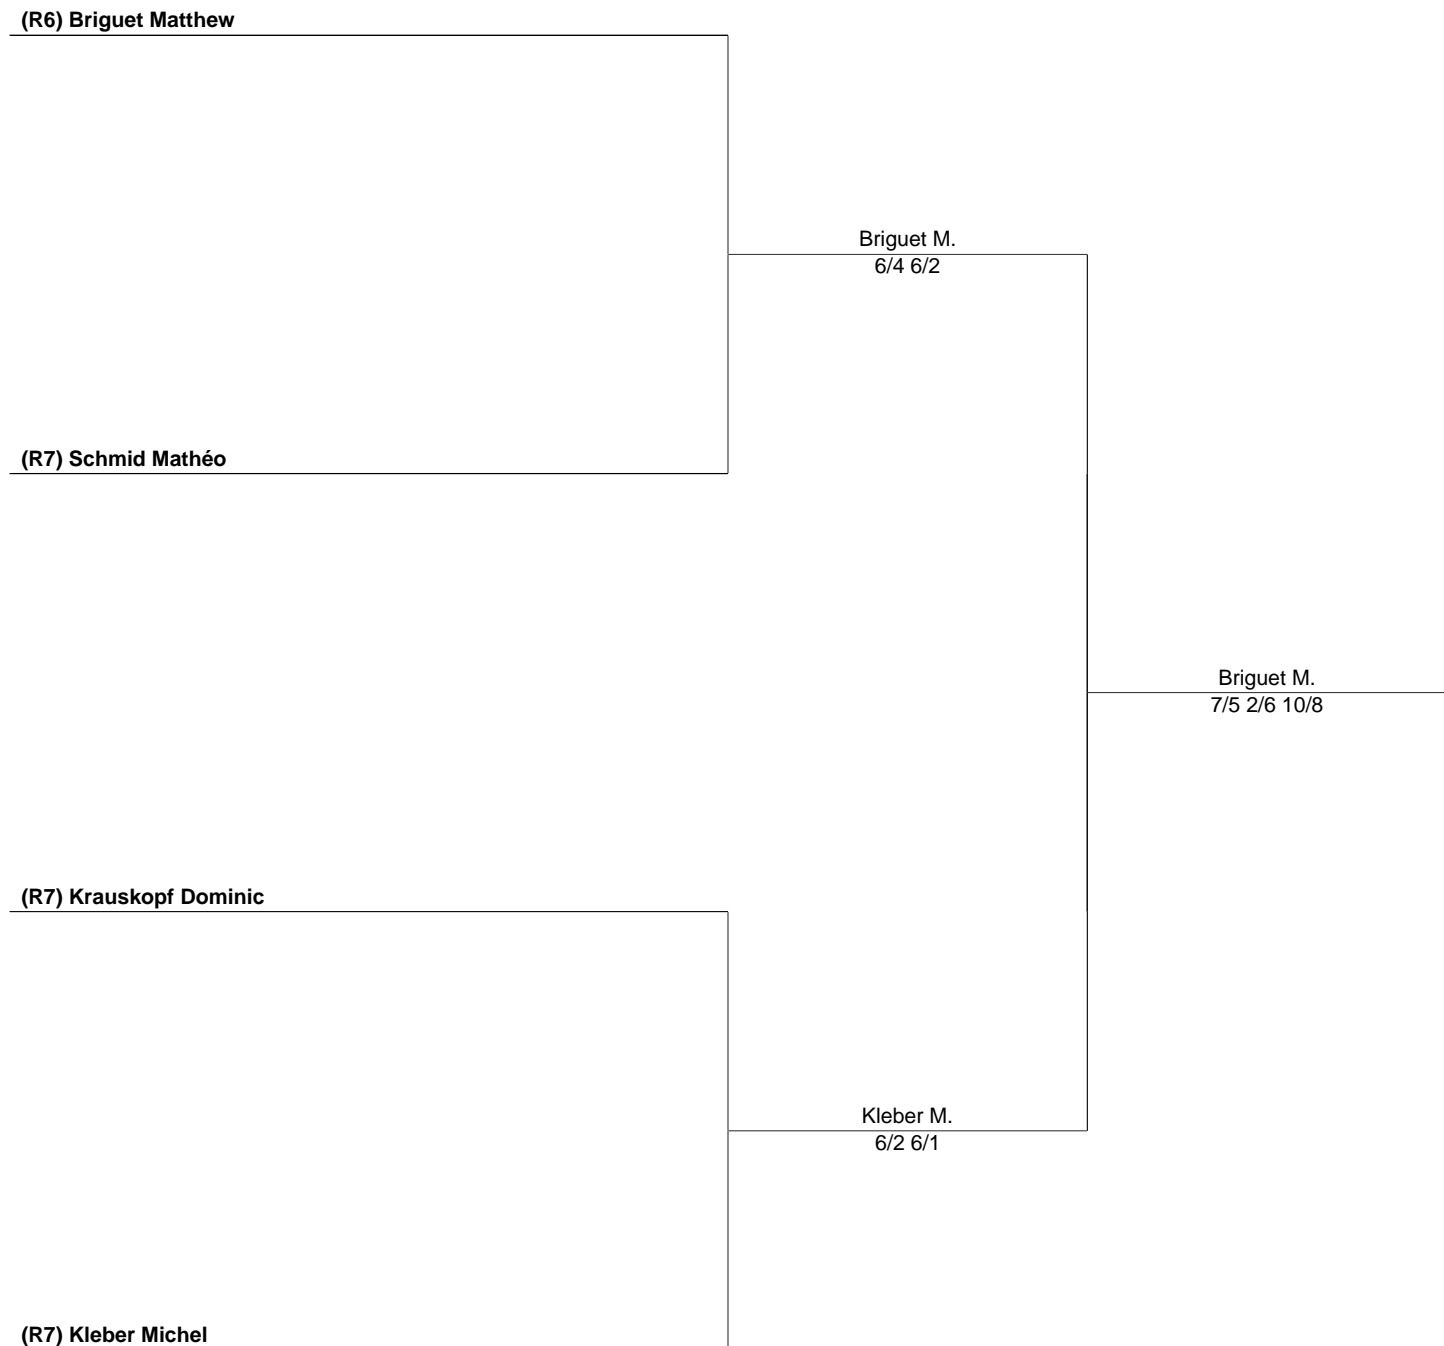 (R6) Briguet Matthew
Briguet M.
6/4 6/2
(R7) Schmid Mathéo
Briguet M.
7/5 2/6 10/8
(R7) Krauskopf Dominic
Kleber M.
6/2 6/1
(R7) Kleber Michel